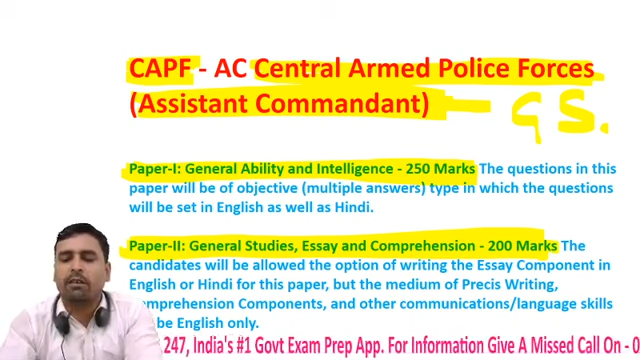 CAPF - AC Central Armed Police Forces
(Assistant Commandant)
GS.
Paper-I: General Ability and Intelligence - 250 Marks The questions in this
paper will be of objective (multiple answers) type in which the questions
will be set in English as well as Hindi.
Paper-II: General Studies, Essay and Comprehension - 200 Marks The
candidates will be allowed the option of writing the Essay Component in
English or Hindi for this paper, but the medium of Precis Writing,
Comprehension Components, and other communications/language skills
be English only.
247, India's #1 Govt Exam Prep App. For Information Give A Missed Call On - 0